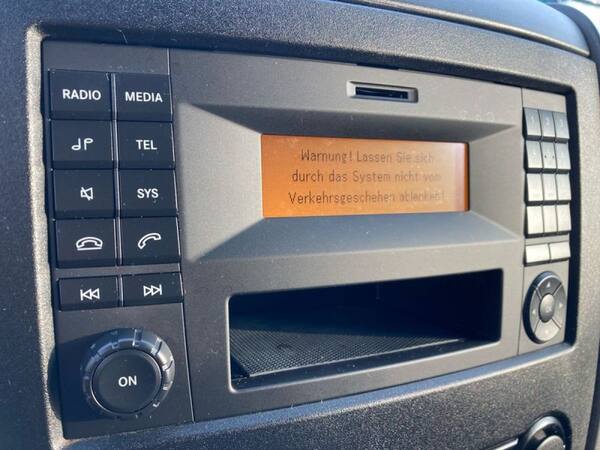 RADIO MEDIA
TEL
SYS
ON
Warnung! Lassen Sie sich
durch das System nicht vom
Verkehrsgeschehen ablenken!